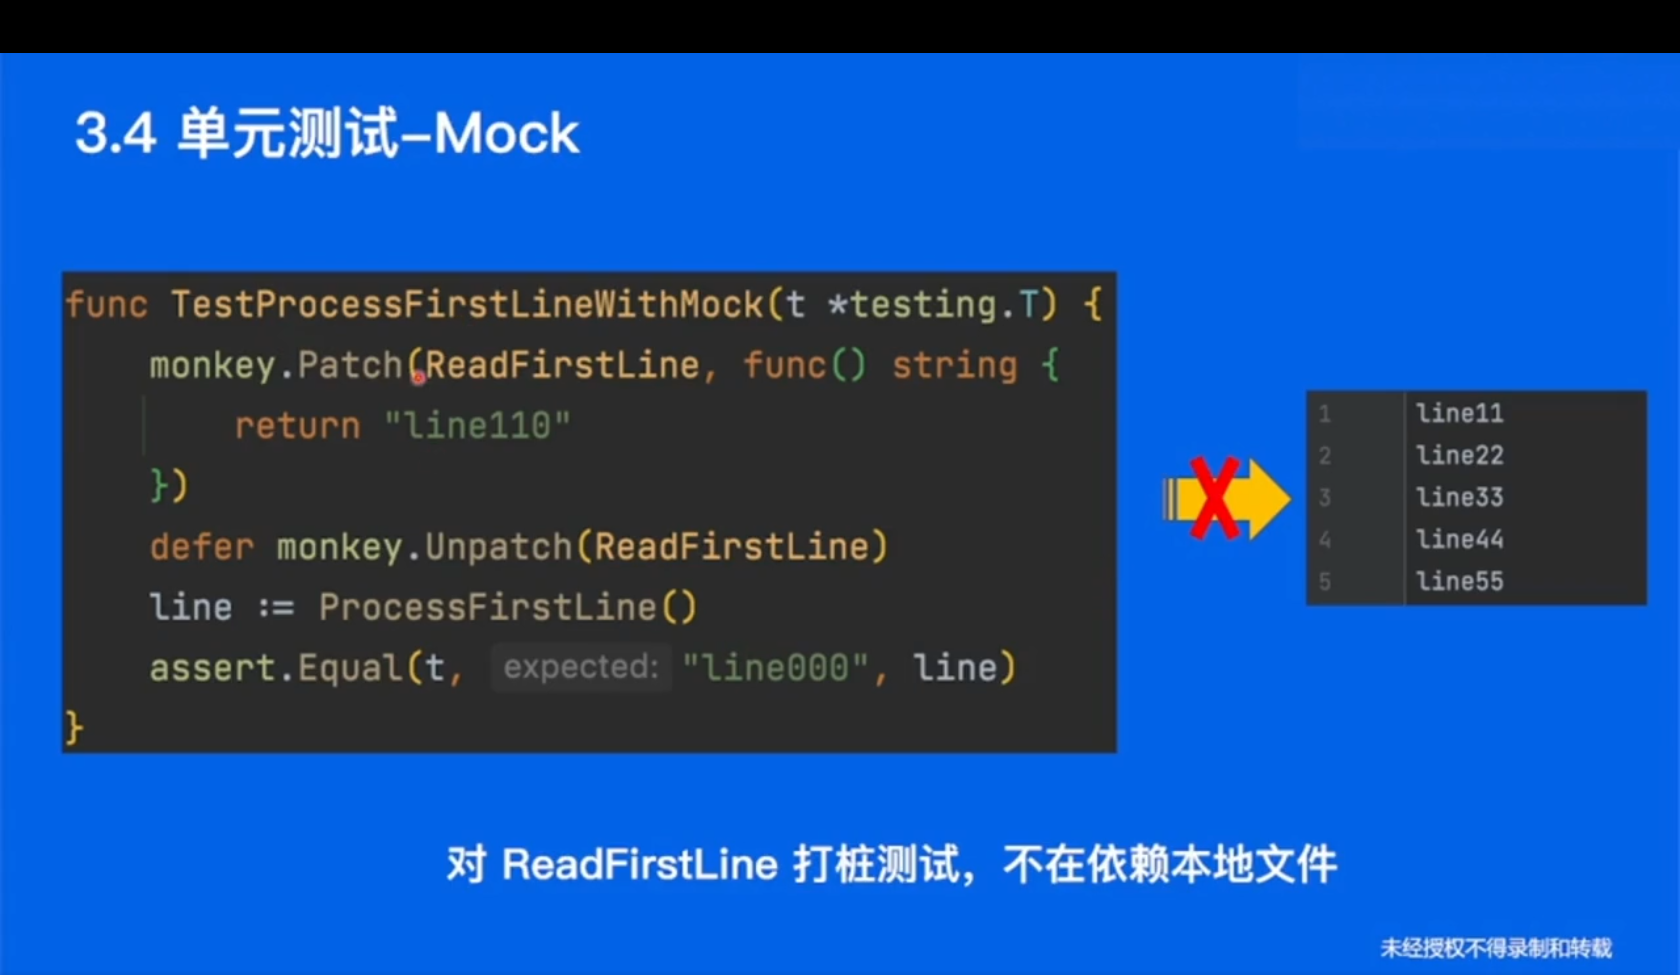 3.4 单元测试-Mock
func TestProcessFirstLineWithMock(t *testing.T) {
monkey.Patch(ReadFirstLine, func() string {
return "line110"
})
defer monkey.Unpatch(ReadFirstLine)
line := ProcessFirstLine()
assert.Equal(t, expected: "line000", line)
}
1 line11
2 line22
3 line33
4 line44
5 line55
对 ReadFirstLine 打桩测试，不在依赖本地文件
未经授权不得录制和转载